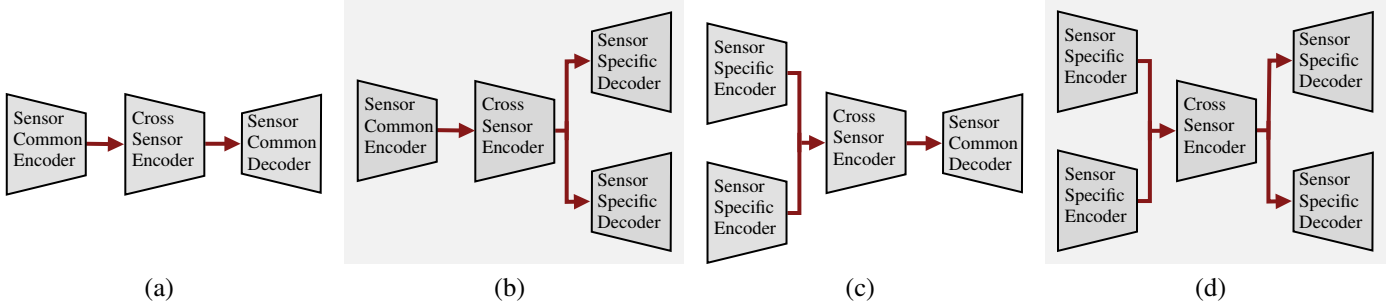 Sensor
Common
Encoder
Cross
Sensor
Encoder
Sensor
Common
Decoder
(a)
Sensor
Common
Encoder
Cross
Sensor
Encoder
Sensor
Specific
Decoder
Sensor
Specific
Decoder
(b)
Sensor
Specific
Encoder
Sensor
Specific
Encoder
Cross
Sensor
Encoder
Sensor
Common
Decoder
(c)
Sensor
Specific
Encoder
Sensor
Specific
Encoder
Cross
Sensor
Encoder
Sensor
Specific
Decoder
Sensor
Specific
Decoder
(d)